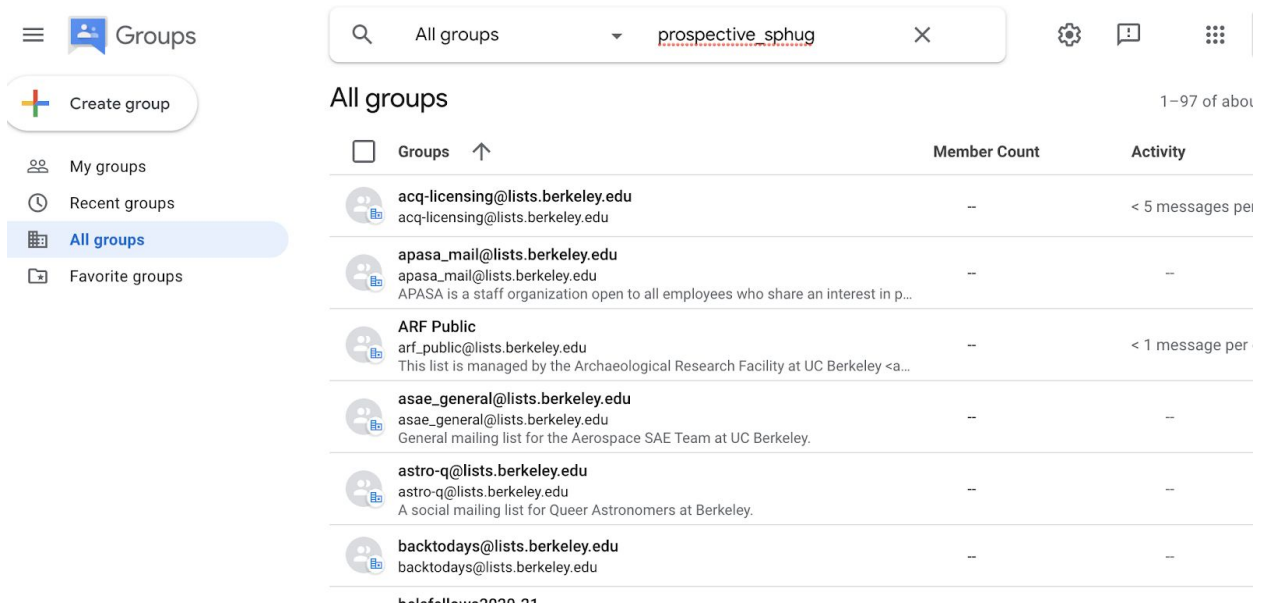 Groups
All groups prospective_sphug
Create group
My groups
Recent groups
All groups
Favorite groups
All groups
1–97 of
Groups Member Count Activity
acq-licensing@lists.berkeley.edu
acq-licensing@lists.berkeley.edu
--
< 5 messages
apasa_mail@lists.berkeley.edu
apasa_mail@lists.berkeley.edu
APASA is a staff organization open to all employees who share an interest in p...
-- --
ARF Public
arf_public@lists.berkeley.edu
This list is managed by the Archaeological Research Facility at UC Berkeley <a...
--
< 1 message per
asae_general@lists.berkeley.edu
asae_general@lists.berkeley.edu
General mailing list for the Aerospace SAE Team at UC Berkeley.
-- --
astro-q@lists.berkeley.edu
astro-q@lists.berkeley.edu
A social mailing list for Queer Astronomers at Berkeley.
-- --
backtodays@lists.berkeley.edu
backtodays@lists.berkeley.edu
-- --